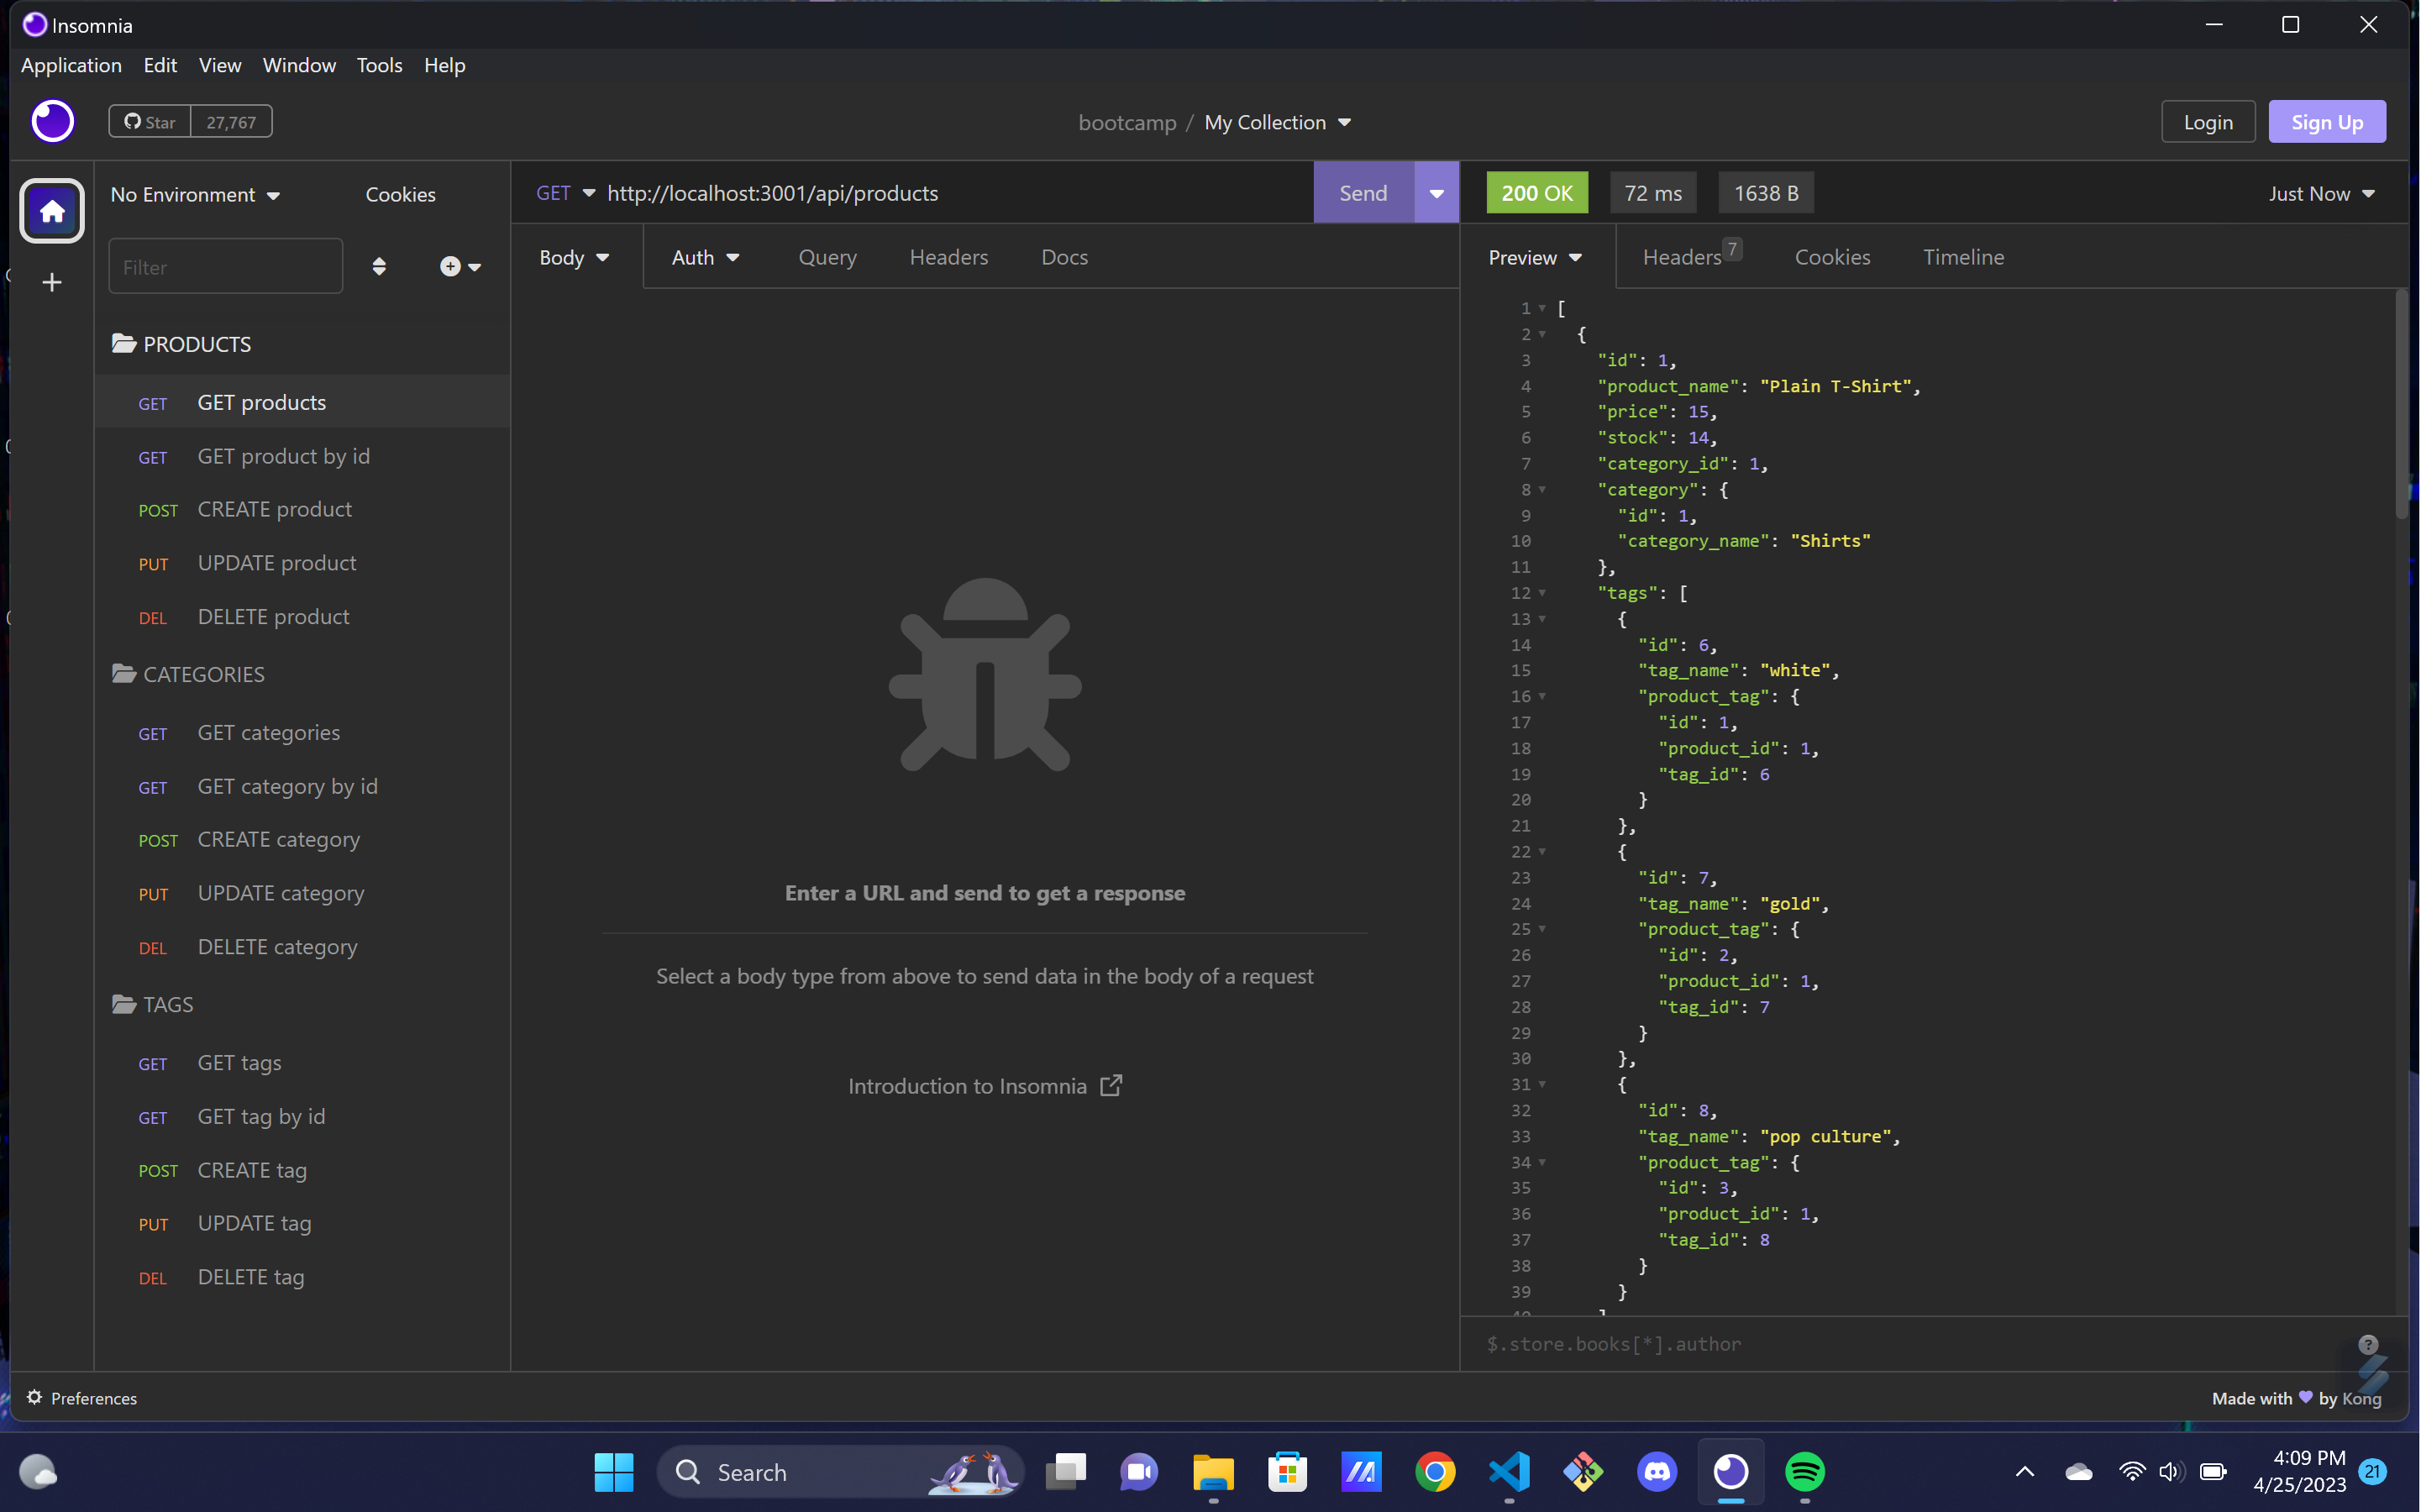 Insomnia
Application Edit View Window Tools Help
Star 27,767
bootcamp / My Collection
Login Sign Up
No Environment Cookies
Filter
PRODUCTS
GET GET products
GET GET product by id
POST CREATE product
PUT UPDATE product
DEL DELETE product
CATEGORIES
GET GET categories
GET GET category by id
POST CREATE category
PUT UPDATE category
DEL DELETE category
TAGS
GET GET tags
GET GET tag by id
POST CREATE tag
PUT UPDATE tag
DEL DELETE tag
GET http://localhost:3001/api/products Send
Body Auth Query Headers Docs
Enter a URL and send to get a response
Select a body type from above to send data in the body of a request
Introduction to Insomnia
200 OK 72 ms 1638 B Just Now
Preview Headers 7 Cookies Timeline
1 [
2 {
3 "id": 1,
4 "product_name": "Plain T-Shirt",
5 "price": 15,
6 "stock": 14,
7 "category_id": 1,
8 "category": {
9 "id": 1,
10 "category_name": "Shirts"
11 },
12 "tags": [
13 {
14 "id": 6,
15 "tag_name": "white",
16 "product_tag": {
17 "id": 1,
18 "product_id": 1,
19 "tag_id": 6
20 }
21 },
22 {
23 "id": 7,
24 "tag_name": "gold",
25 "product_tag": {
26 "id": 2,
27 "product_id": 1,
28 "tag_id": 7
29 }
30 },
31 {
32 "id": 8,
33 "tag_name": "pop culture",
34 "product_tag": {
35 "id": 3,
36 "product_id": 1,
37 "tag_id": 8
38 }
39 }
$.store.books[*].author
Preferences
Made with by Kong
Search
4:09 PM
4/25/2023
21